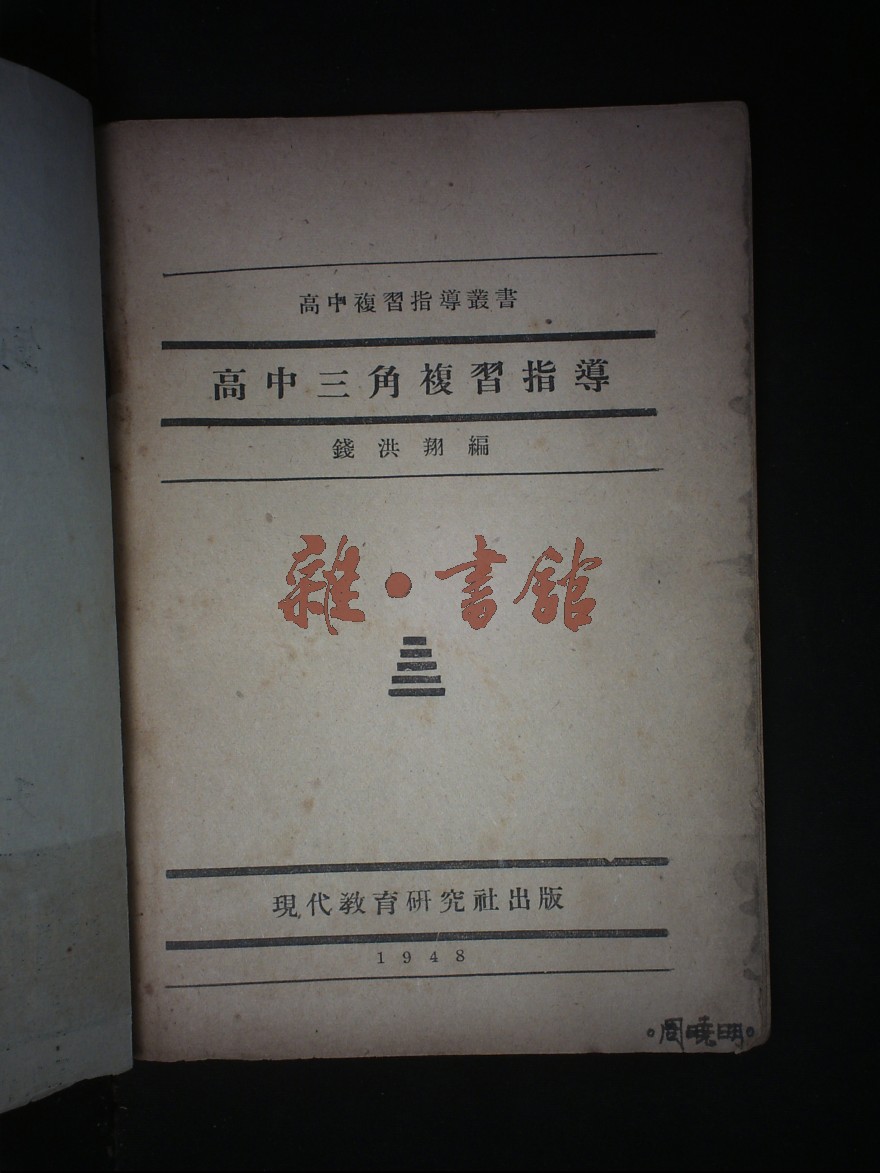 高中複習指導叢書
高中三角複習指導
錢洪翔編
雜·書館
現代教育研究社出版
1948
。周曉明。